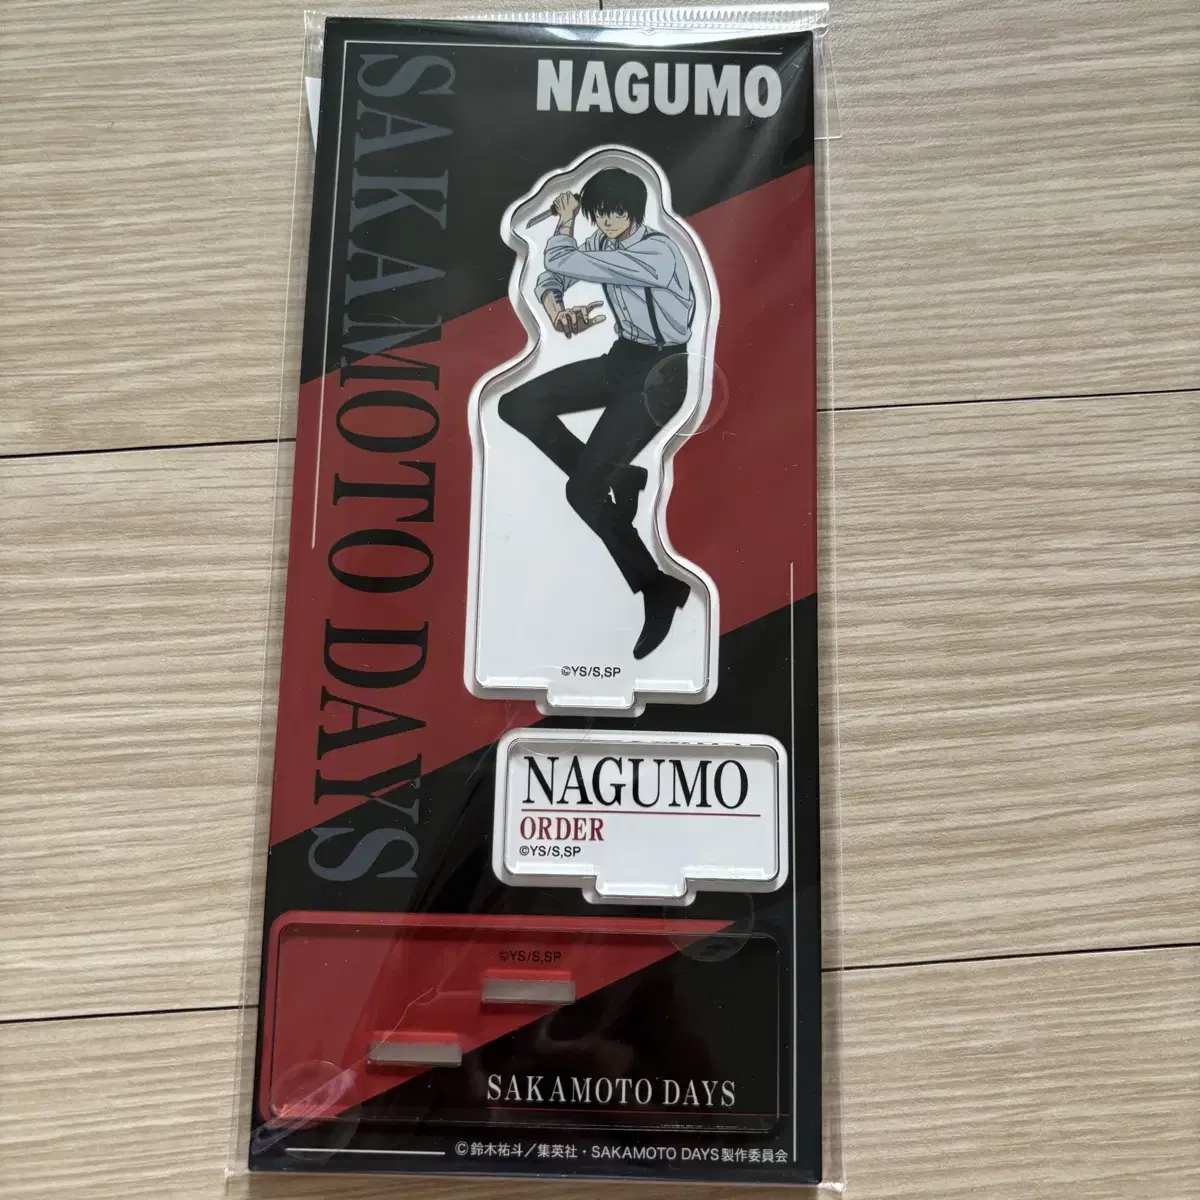 NAGUMO
SAKAMOTO DAYS
©YS/S,SP
NAGUMO
ORDER
©YS/S,SP
©YS/S,SP
SAKAMOTO DAYS
©鈴木祐斗／集英社・SAKAMOTO DAYS製作委員会